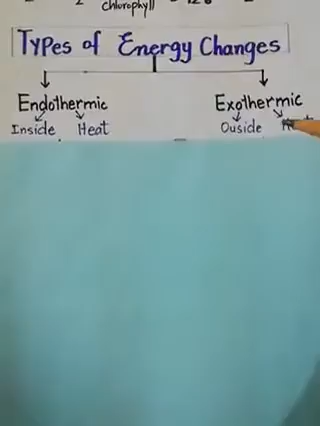 chlorophyll
Types of Energy Changes
Endothermic Exothermic
Inside Heat Ouside